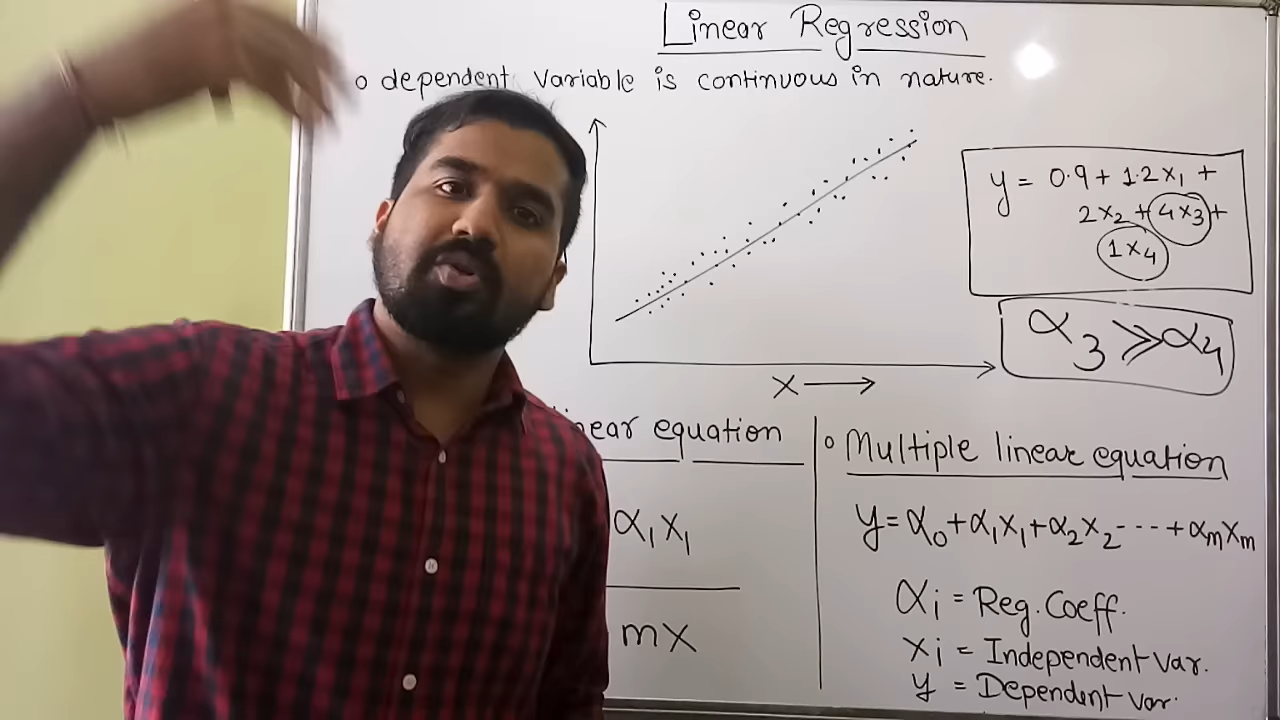 Linear Regression
o dependent variable is continuous in nature.
y = 0.9 + 1.2x₁ +
2x₂ + 4x₃ +
1x₄
α₃ >> α₄
X →
equation
α₁x₁
mx
o Multiple linear equation
y = α₀ + α₁x₁ + α₂x₂ ---- + αₘxₘ
αi = Reg. Coeff.
xi = Independent var.
y = Dependent var.